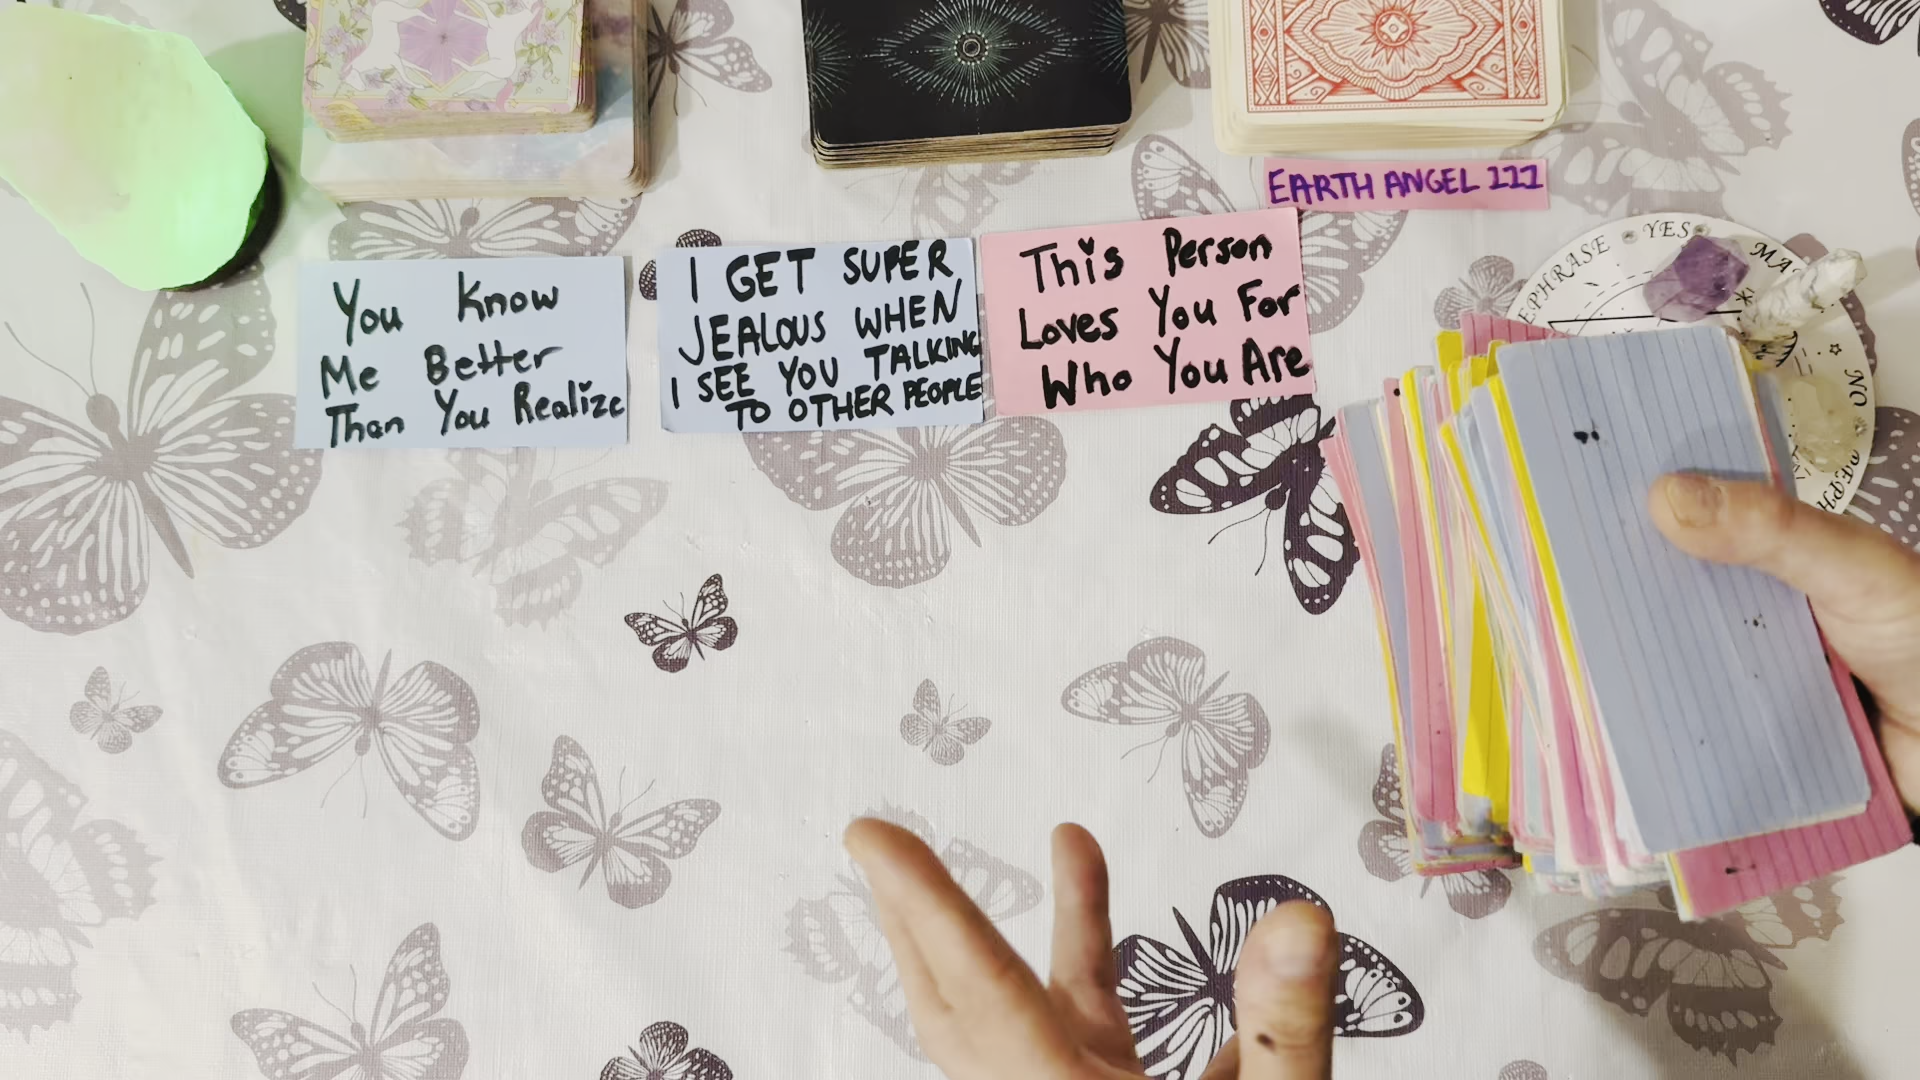 EARTH ANGEL 111
You Know
Me Better
Than You Realize
I GET SUPER
JEALOUS WHEN
I SEE YOU TALKING
TO OTHER PEOPLE
This Person
Loves You For
Who You Are
YES
NO